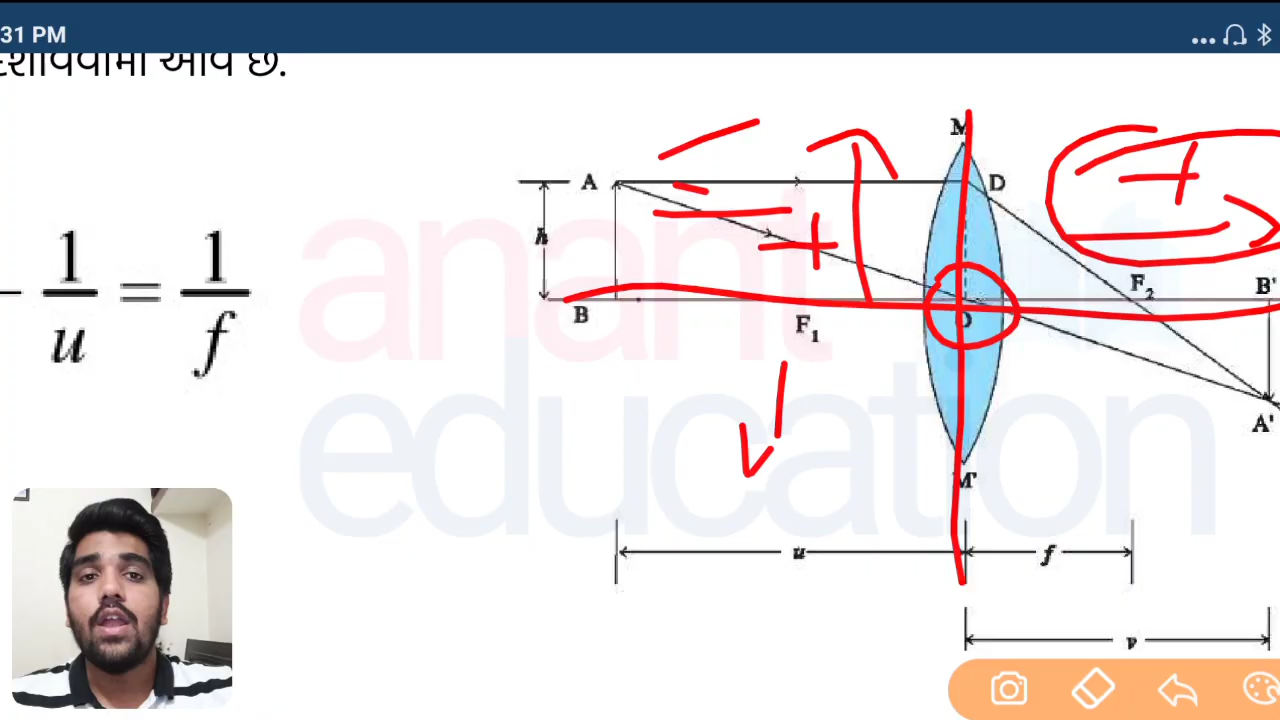 31 PM
દર્શાવવામાં આવે છે.
- 1/u = 1/f
anant
education
M
A
D
h
F₂
B'
B
F₁
O
A'
M'
u
f
v
-
+
+